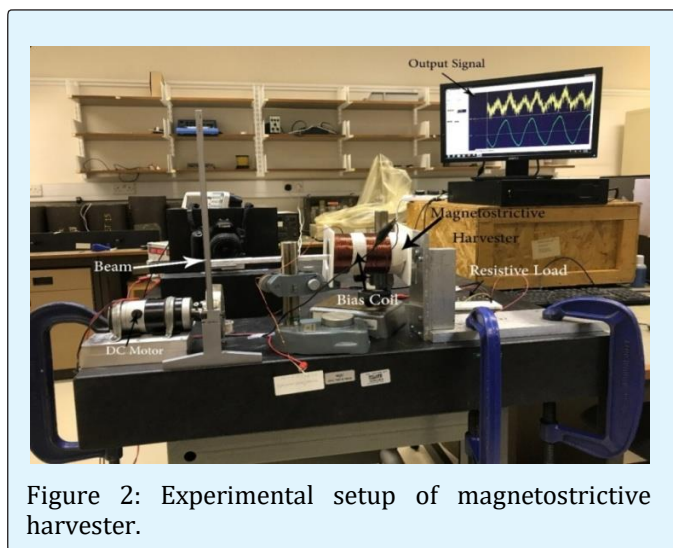 Output Signal
Magnetostrictive
Harvester
Beam
Resistive Load
Bias Coil
DC Motor
Figure 2: Experimental setup of magnetostrictive
harvester.